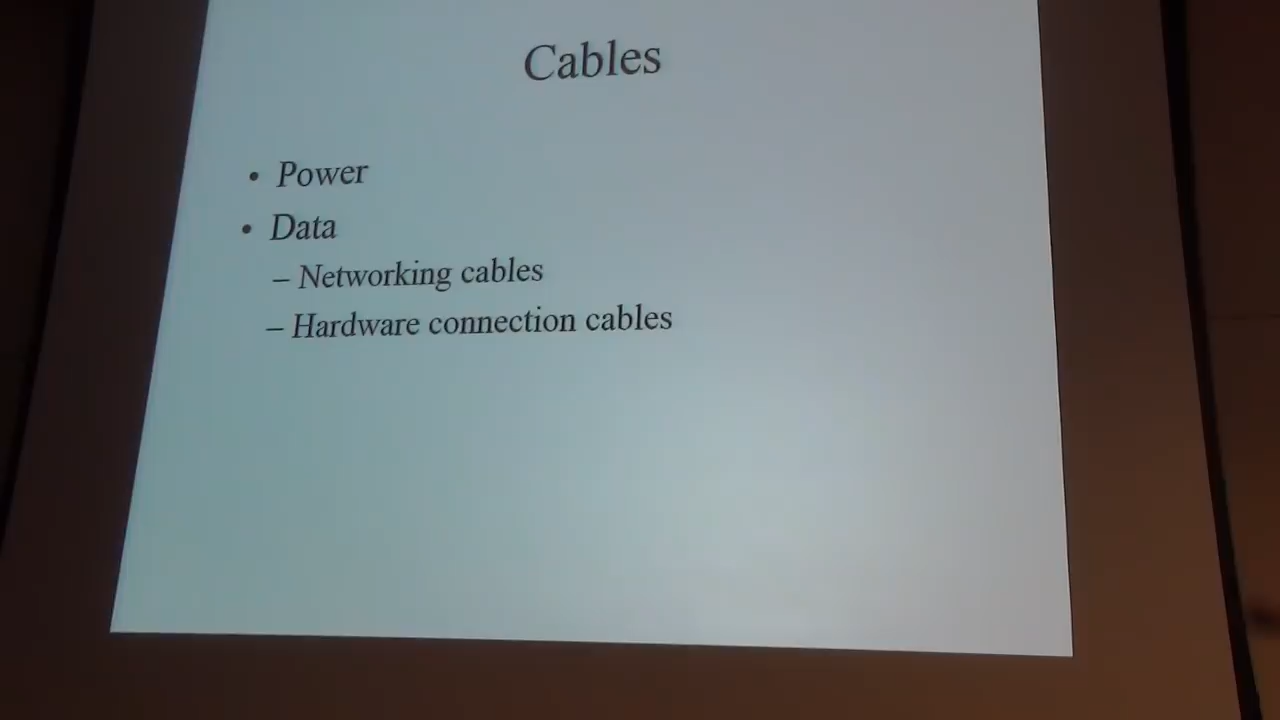 Cables
• Power
• Data
– Networking cables
– Hardware connection cables